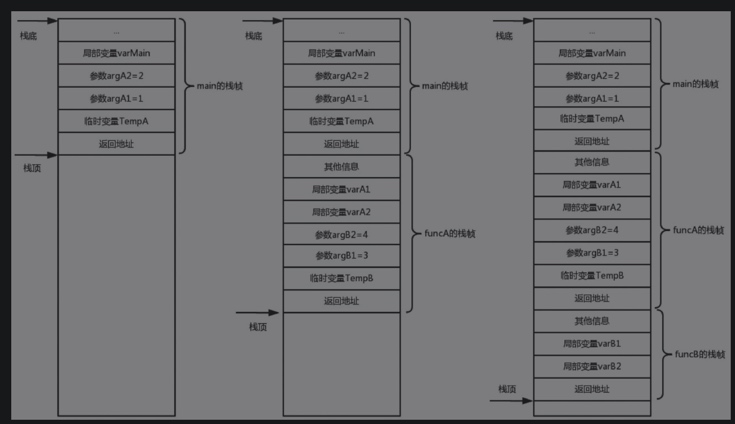 栈底
...
局部变量varMain
参数argA2=2
参数argA1=1
临时变量TempA
返回地址
main的栈帧
栈顶
栈底
...
局部变量varMain
参数argA2=2
参数argA1=1
临时变量TempA
返回地址
main的栈帧
其他信息
局部变量varA1
局部变量varA2
参数argB2=4
参数argB1=3
临时变量TempB
返回地址
funcA的栈帧
栈顶
栈底
...
局部变量varMain
参数argA2=2
参数argA1=1
临时变量TempA
返回地址
main的栈帧
其他信息
局部变量varA1
局部变量varA2
参数argB2=4
参数argB1=3
临时变量TempB
返回地址
funcA的栈帧
其他信息
局部变量varB1
局部变量varB2
返回地址
funcB的栈帧
栈顶